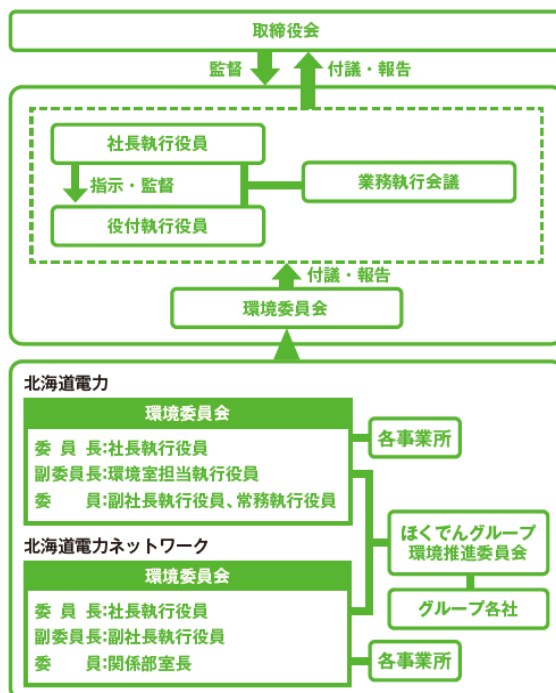 取締役会
監督
付議・報告
社長執行役員
指示・監督
業務執行会議
役付執行役員
付議・報告
環境委員会
北海道電力
環境委員会
委員長:社長執行役員
副委員長:環境室担当執行役員
委員:副社長執行役員、常務執行役員
各事業所
ほくでんグループ
環境推進委員会
グループ各社
北海道電力ネットワーク
環境委員会
委員長:社長執行役員
副委員長:副社長執行役員
委員:関係部室長
各事業所